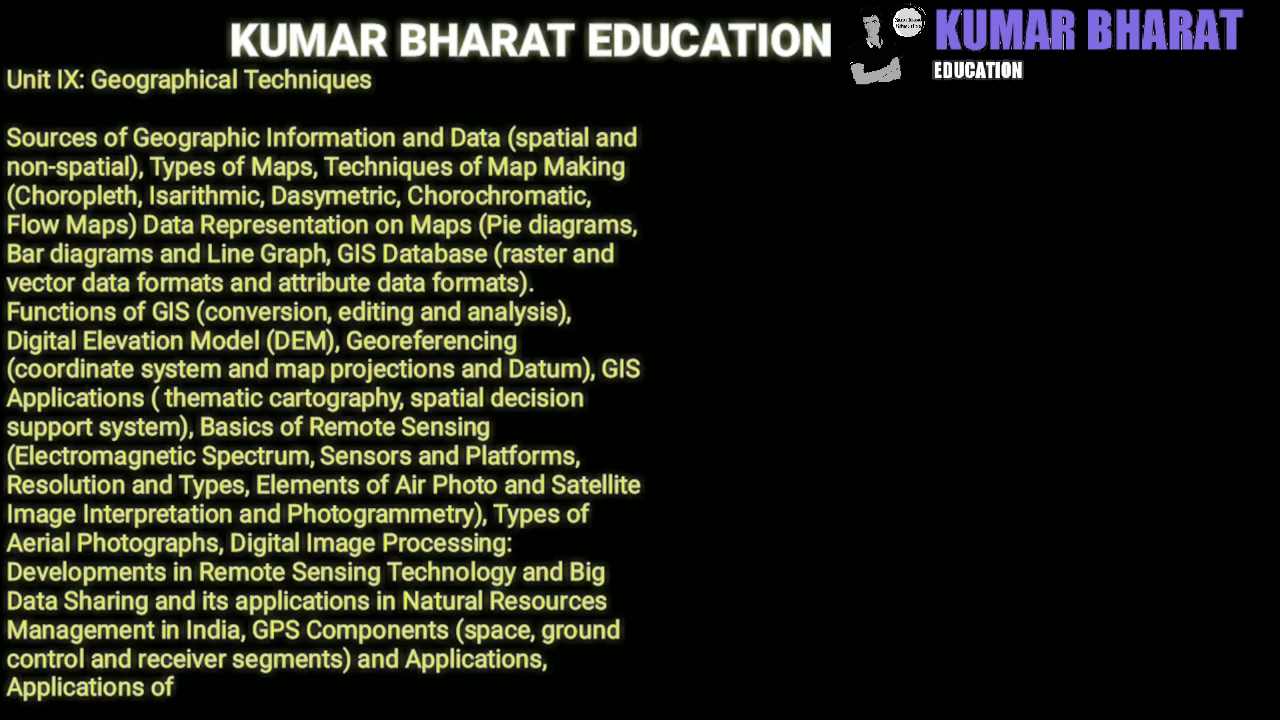 KUMAR BHARAT EDUCATION
KUMAR BHARAT
EDUCATION
Unit IX: Geographical Techniques
Sources of Geographic Information and Data (spatial and
non-spatial), Types of Maps, Techniques of Map Making
(Choropleth, Isarithmic, Dasymetric, Chorochromatic,
Flow Maps) Data Representation on Maps (Pie diagrams,
Bar diagrams and Line Graph, GIS Database (raster and
vector data formats and attribute data formats).
Functions of GIS (conversion, editing and analysis),
Digital Elevation Model (DEM), Georeferencing
(coordinate system and map projections and Datum), GIS
Applications ( thematic cartography, spatial decision
support system), Basics of Remote Sensing
(Electromagnetic Spectrum, Sensors and Platforms,
Resolution and Types, Elements of Air Photo and Satellite
Image Interpretation and Photogrammetry), Types of
Aerial Photographs, Digital Image Processing:
Developments in Remote Sensing Technology and Big
Data Sharing and its applications in Natural Resources
Management in India, GPS Components (space, ground
control and receiver segments) and Applications,
Applications of